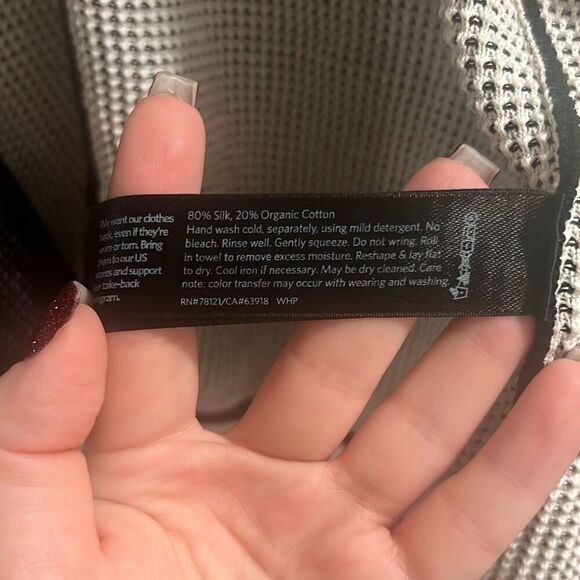 We want our clothes
back, even if they're
worn or torn. Bring
them to our US
stores and support
our take-back
program.
80% Silk, 20% Organic Cotton
Hand wash cold, separately, using mild detergent. No
bleach. Rinse well. Gently squeeze. Do not wring. Roll
in towel to remove excess moisture. Reshape & lay flat
to dry. Cool iron if necessary. May be dry cleaned. Care
note: color transfer may occur with wearing and washing.
RN#78121/CA#63918 WHP